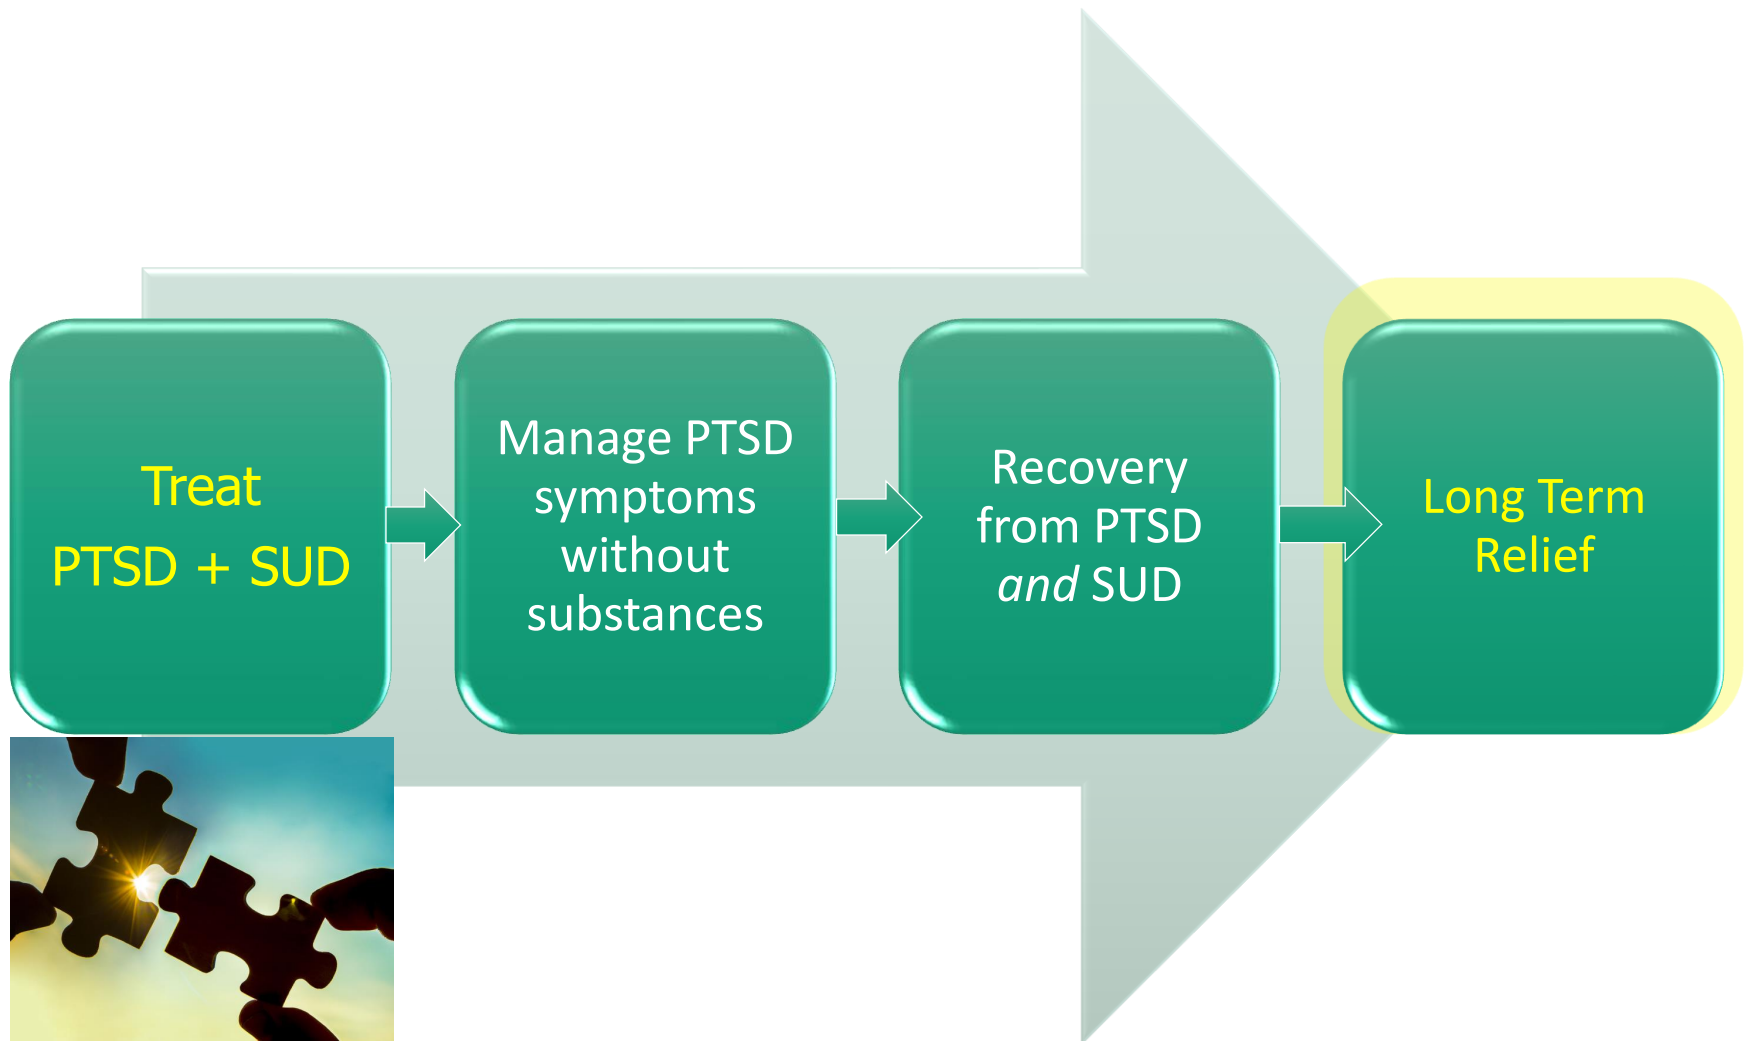 Treat
PTSD + SUD
Manage PTSD
symptoms
without
substances
Recovery
from PTSD
and SUD
Long Term
Relief